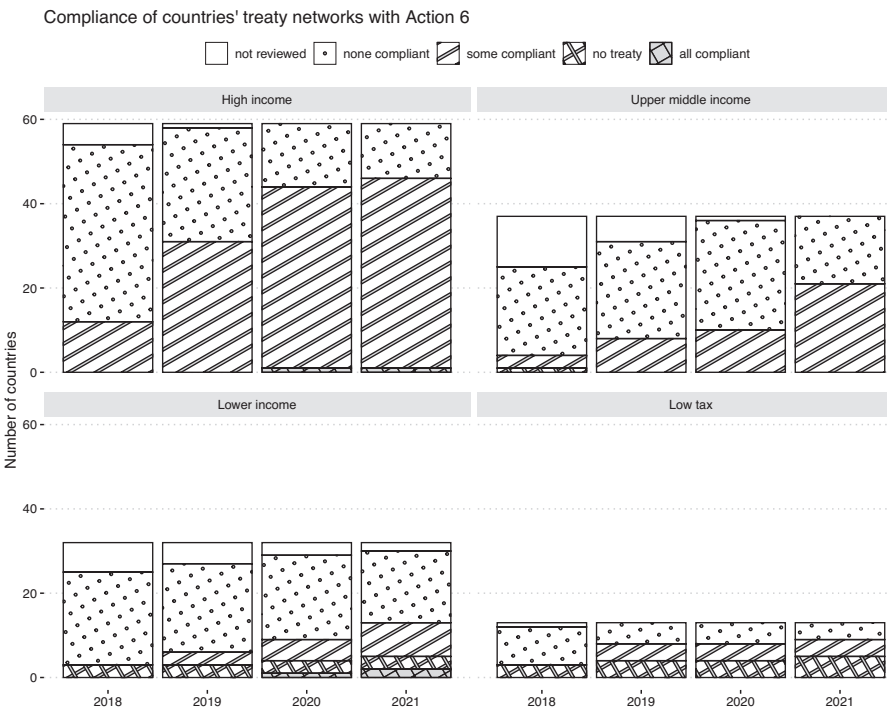 Compliance of countries' treaty networks with Action 6
not reviewed none compliant some compliant no treaty all compliant
High income Upper middle income
60
40
20
0
Number of countries
Lower income Low tax
60
40
20
0
2018 2019 2020 2021 2018 2019 2020 2021